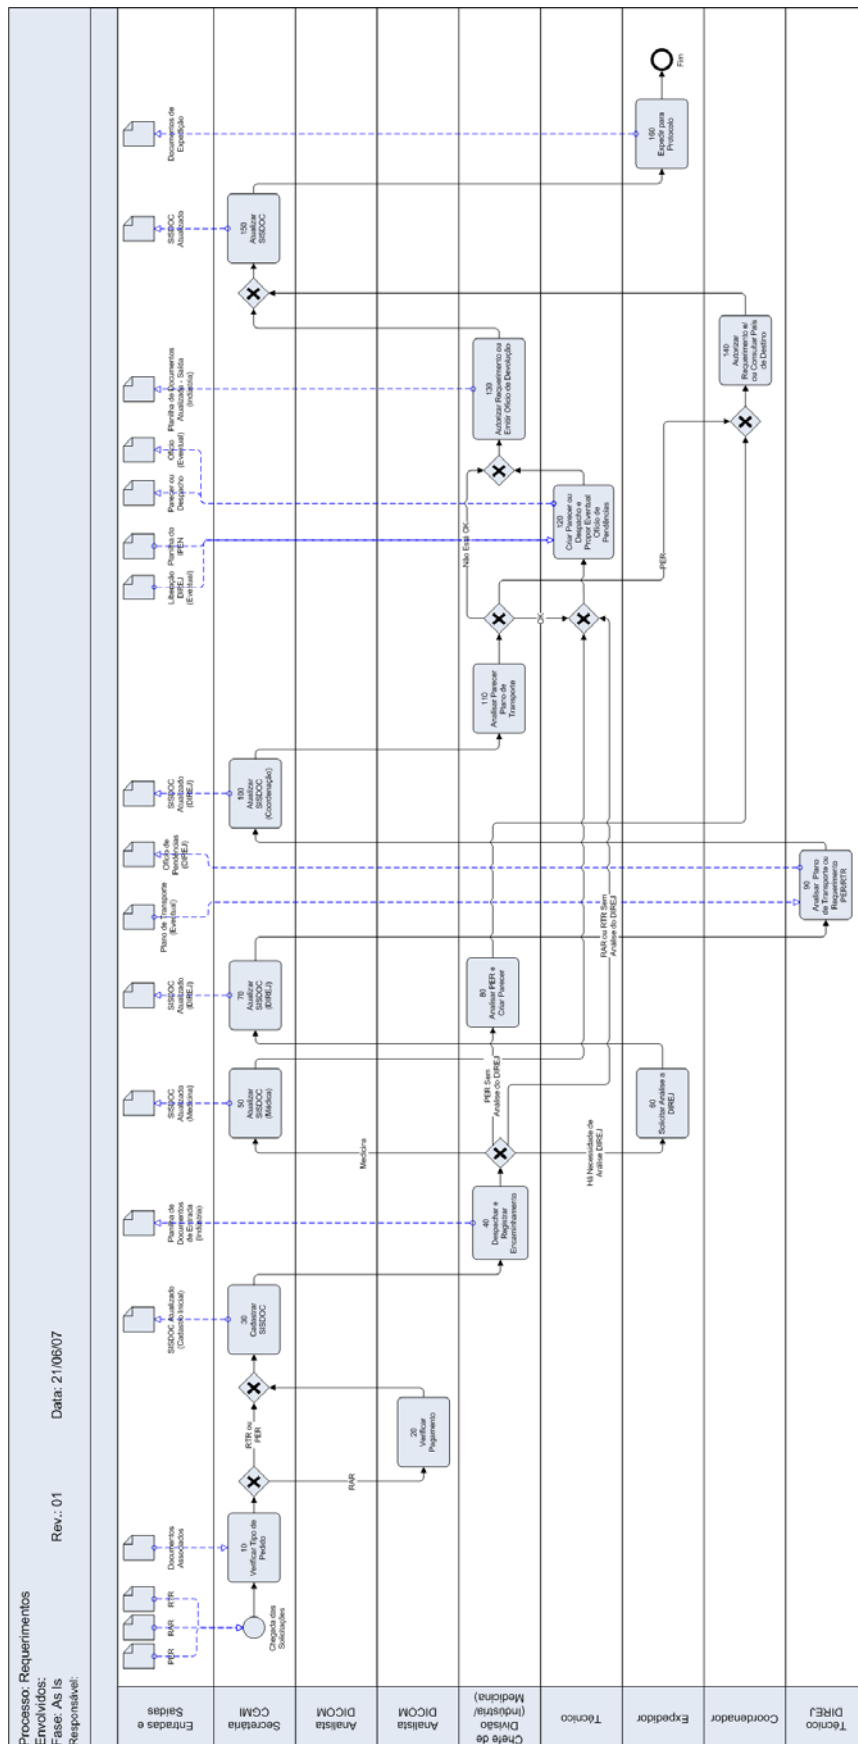 Processo: Requerimentos
Envolvidos:
Fase: As Is
Rev.: 01
Data: 21/06/07
Responsável:
Entradas e
Saídas
Secretária
CGMI
Analista
DICOM
Analista
DICOM
Chefe de
Divisão
(Indústria/
Medicina)
Técnico
Expedidor
Coordenador
Técnico
DIREJ
PER
RAR
RTR
Documentos
Associados
SISDOC Atualizado
(Cadastro Inicial)
Planilha de
Documentos
de Entrada
(Indústria)
SISDOC
Atualizado
(Medicina)
SISDOC
Atualizado
(DIREJ)
Plano de Transporte
(Eventual)
Ofício de
Pendências
(DIREJ)
SISDOC
Atualizado
(DIREJ)
Liberação
DIREJ
(Eventual)
Planilha do
IPEN
Parecer ou
Despacho
Ofício
(Eventual)
Planilha de Documentos
Atualizada - Saída
(Indústria)
SISDOC
Atualizado
Documentos de
Expedição
Chegada das
Solicitações
10
Verificar Tipo de
Pedido
RTR ou
PER
RAR
20
Verificar
Pagamento
30
Cadastrar
SISDOC
40
Despachar e
Registrar
Encaminhamento
Medicina
PER Sem
Análise do DIREJ
Há Necessidade de
Análise DIREJ
RAR ou RTR Sem
Análise do DIREJ
50
Atualizar
SISDOC
(Médica)
60
Solicitar Análise a
DIREJ
70
Atualizar
SISDOC
(DIREJ)
80
Analisar PER e
Criar Parecer
90
Analisar Plano
de Transporte ou
Requerimento
PER/RTR
100
Atualizar
SISDOC
(Coordenação)
110
Analisar Parecer
Plano de
Transporte
Não Está OK
OK
PER
120
Criar Parecer ou
Despacho e
Propor Eventual
Ofício de
Pendências
130
Autorizar Requerimento ou
Emitir Ofício de Devolução
140
Autorizar
Requerimento e/
ou Consultar País
de Destino
150
Atualizar
SISDOC
160
Expedir para
Protocolo
Fim